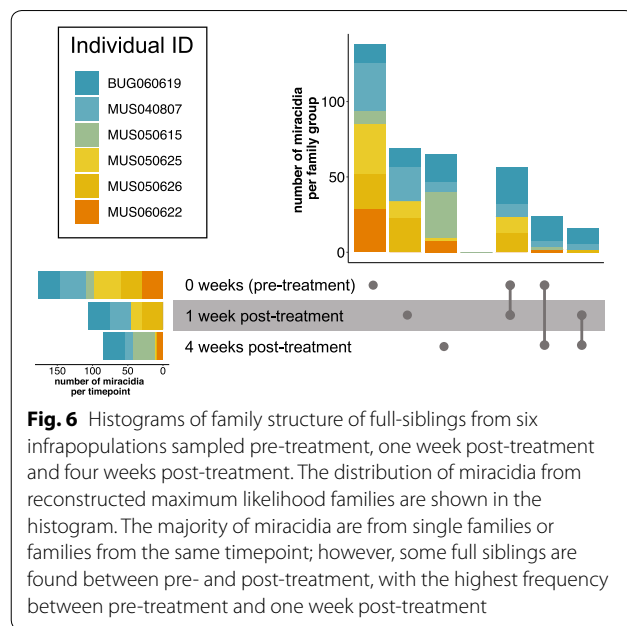 Individual ID
BUG060619
MUS040807
MUS050615
MUS050625
MUS050626
MUS060622
number of miracidia
per family group
100
50
0
0 weeks (pre-treatment)
1 week post-treatment
4 weeks post-treatment
150 100 50 0
number of miracidia
per timepoint
Fig. 6 Histograms of family structure of full-siblings from six
infrapopulations sampled pre-treatment, one week post-treatment
and four weeks post-treatment. The distribution of miracidia from
reconstructed maximum likelihood families are shown in the
histogram. The majority of miracidia are from single families or
families from the same timepoint; however, some full siblings are
found between pre- and post-treatment, with the highest frequency
between pre-treatment and one week post-treatment